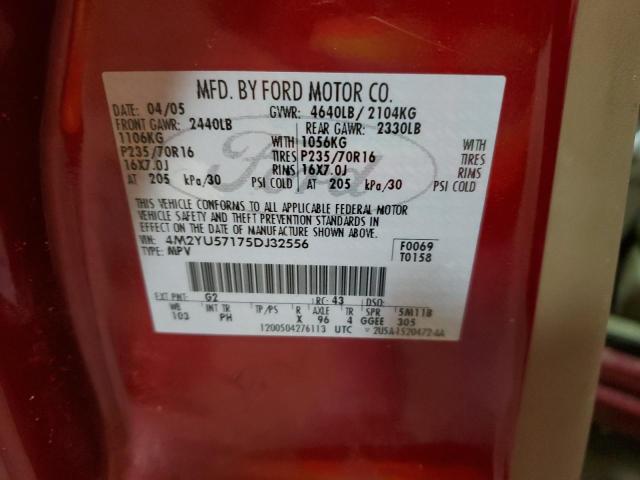 MFD. BY FORD MOTOR CO.
DATE: 04/05 GVWR: 4640LB/ 2104KG
FRONT GAWR: 2440LB REAR GAWR: 2330LB
1106KG WITH 1056KG WITH
P235/70R16 TIRES P235/70R16 TIRES
16X7.0J RIMS 16X7.0J RIMS
AT 205 kPa/30 PSI COLD AT 205 kPa/30 PSI COLD
THIS VEHICLE CONFORMS TO ALL APPLICABLE FEDERAL MOTOR
VEHICLE SAFETY AND THEFT PREVENTION STANDARDS IN
EFFECT ON THE DATE OF MANUFACTURE SHOWN ABOVE.
VIN: 4M2YU57175DJ32556 F0069
TYPE: MPV T0158
EXT PNT: G2 RC: 43 DSO:
WB INT TR TP/PS R AXLE TR SPR 5M11B
103 PH X 96 4 GGEE 305
1200504276113 UTC
Ford